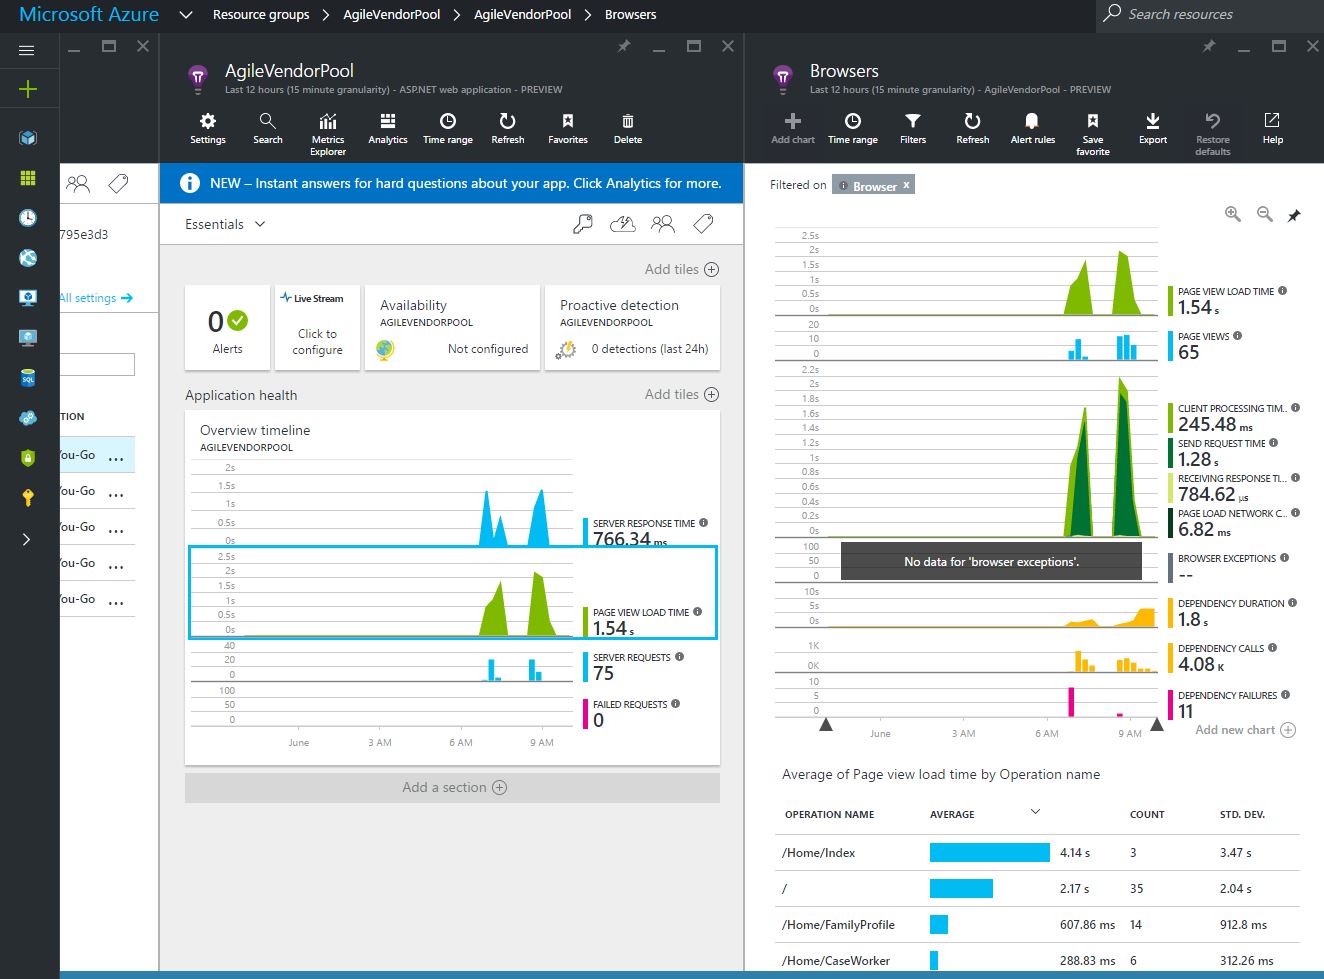 Microsoft Azure
Resource groups > AgileVendorPool > AgileVendorPool > Browsers
Search resources
795e3d3
All settings →
TION
You-Go ...
You-Go ...
You-Go ...
You-Go ...
You-Go ...
AgileVendorPool
Last 12 hours (15 minute granularity) - ASP.NET web application - PREVIEW
Settings
Search
Metrics Explorer
Analytics
Time range
Refresh
Favorites
Delete
NEW – Instant answers for hard questions about your app. Click Analytics for more.
Essentials
Add tiles
0
Alerts
Live Stream
Click to
configure
Availability
AGILEVENDORPOOL
Not configured
Proactive detection
AGILEVENDORPOOL
0 detections (last 24h)
Application health
Add tiles
Overview timeline
AGILEVENDORPOOL
2s
1.5s
1s
0.5s
0s
SERVER RESPONSE TIME
766.34 ms
2.5s
2s
1.5s
1s
0.5s
0s
PAGE VIEW LOAD TIME
1.54 s
40
20
0
SERVER REQUESTS
75
100
50
0
FAILED REQUESTS
0
June
3 AM
6 AM
9 AM
Add a section
Browsers
Last 12 hours (15 minute granularity) - AgileVendorPool - PREVIEW
Add chart
Time range
Filters
Refresh
Alert rules
Save favorite
Export
Restore defaults
Help
Filtered on
Browser x
2.5s
2s
1.5s
1s
0.5s
0s
PAGE VIEW LOAD TIME
1.54 s
20
10
0
PAGE VIEWS
65
2.2s
2s
1.8s
1.6s
1.4s
1.2s
1s
0.8s
0.6s
0.4s
0.2s
0s
CLIENT PROCESSING TIM..
245.48 ms
SEND REQUEST TIME
1.28 s
RECEIVING RESPONSE TI...
784.62 µs
PAGE LOAD NETWORK C...
6.82 ms
100
50
0
No data for 'browser exceptions'.
BROWSER EXCEPTIONS
--
10s
5s
0s
DEPENDENCY DURATION
1.8 s
1K
0K
DEPENDENCY CALLS
4.08 K
10
5
0
DEPENDENCY FAILURES
11
June
3 AM
6 AM
9 AM
Add new chart
Average of Page view load time by Operation name
OPERATION NAME AVERAGE COUNT STD. DEV.
/Home/Index 4.14 s 3 3.47 s
/ 2.17 s 35 2.04 s
/Home/FamilyProfile 607.86 ms 14 912.8 ms
/Home/CaseWorker 288.83 ms 6 312.26 ms